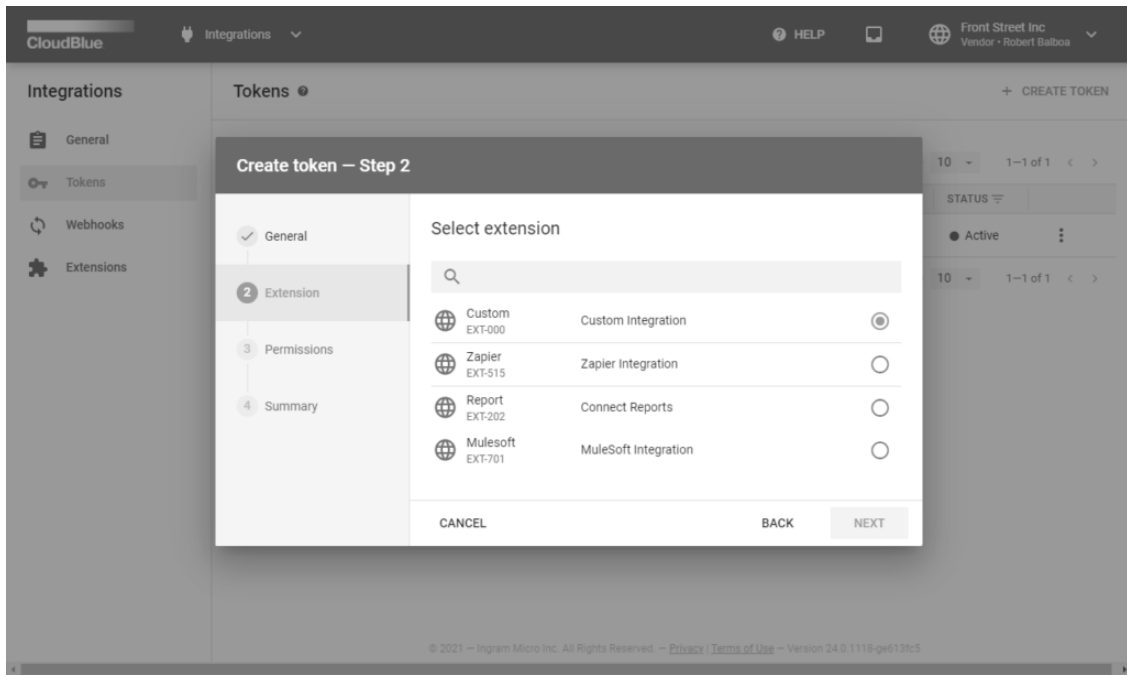 CloudBlue
Integrations
HELP
Front Street Inc
Vendor • Robert Balboa
Integrations
General
Tokens
Webhooks
Extensions
Tokens
+ CREATE TOKEN
10
1–1 of 1
STATUS
Active
10
1–1 of 1
Create token — Step 2
General
2 Extension
3 Permissions
4 Summary
Select extension
Custom
EXT-000
Custom Integration
Zapier
EXT-515
Zapier Integration
Report
EXT-202
Connect Reports
Mulesoft
EXT-701
MuleSoft Integration
CANCEL
BACK
NEXT
© 2021 — Ingram Micro Inc. All Rights Reserved. — Privacy | Terms of Use — Version 24.0.1118-ge613fc5